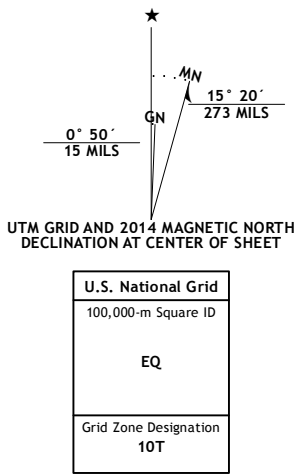 ★
MN
GN
15° 20´
273 MILS
0° 50´
15 MILS
UTM GRID AND 2014 MAGNETIC NORTH
DECLINATION AT CENTER OF SHEET
U.S. National Grid
100,000-m Square ID
EQ
Grid Zone Designation
10T